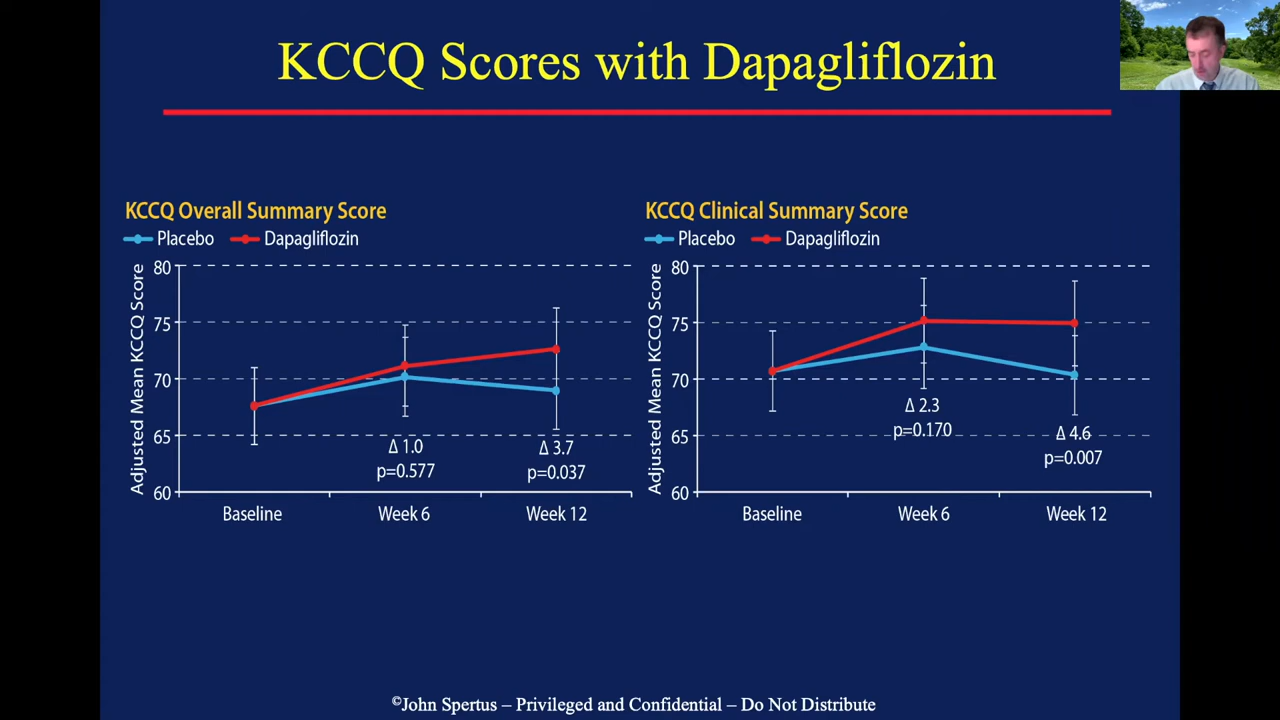 KCCQ Scores with Dapagliflozin
KCCQ Overall Summary Score
Placebo Dapagliflozin
Adjusted Mean KCCQ Score
80
75
70
65
60
Δ 1.0
p=0.577
Δ 3.7
p=0.037
Baseline Week 6 Week 12
KCCQ Clinical Summary Score
Placebo Dapagliflozin
Adjusted Mean KCCQ Score
80
75
70
65
60
Δ 2.3
p=0.170
Δ 4.6
p=0.007
Baseline Week 6 Week 12
©John Spertus – Privileged and Confidential – Do Not Distribute